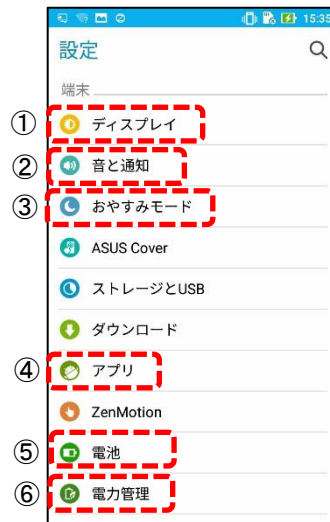 15:35
設定
端末
① ディスプレイ
② 音と通知
③ おやすみモード
ASUS Cover
ストレージとUSB
ダウンロード
④ アプリ
ZenMotion
⑤ 電池
⑥ 電力管理